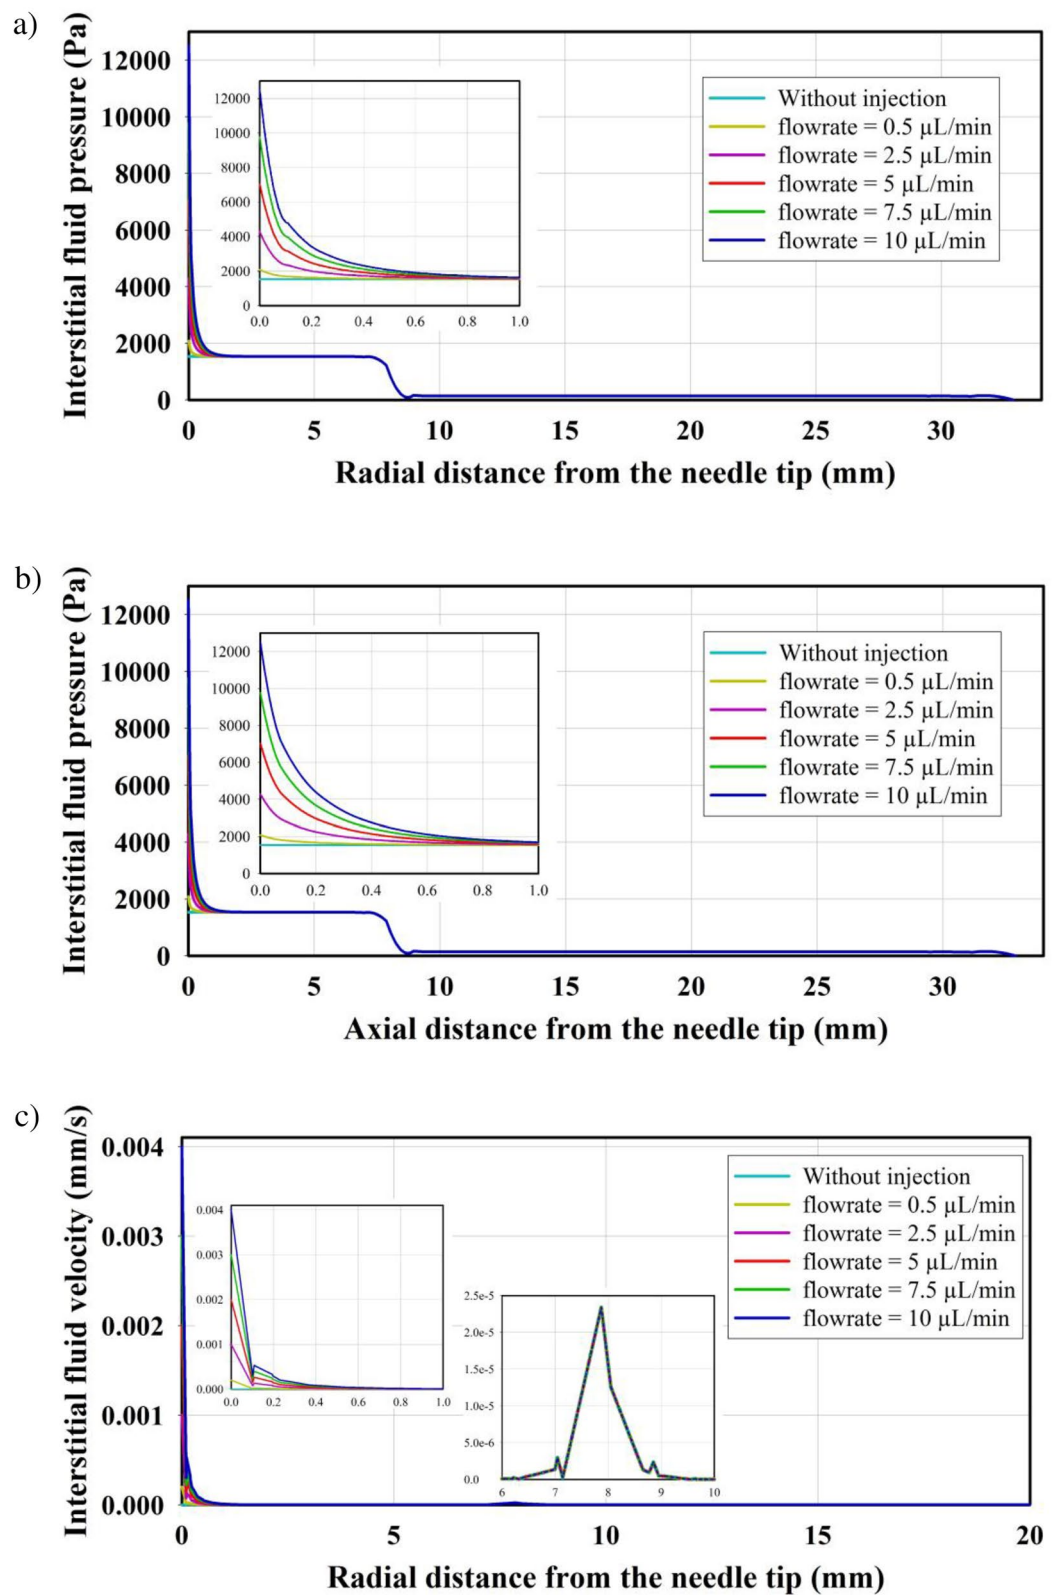 a)
Interstitial fluid pressure (Pa)
12000
10000
8000
6000
4000
2000
0
0 5 10 15 20 25 30
Radial distance from the needle tip (mm)
12000
10000
8000
6000
4000
2000
0
0.0 0.2 0.4 0.6 0.8 1.0
Without injection
flowrate = 0.5 µL/min
flowrate = 2.5 µL/min
flowrate = 5 µL/min
flowrate = 7.5 µL/min
flowrate = 10 µL/min
b)
Interstitial fluid pressure (Pa)
12000
10000
8000
6000
4000
2000
0
0 5 10 15 20 25 30
Axial distance from the needle tip (mm)
12000
10000
8000
6000
4000
2000
0
0.0 0.2 0.4 0.6 0.8 1.0
Without injection
flowrate = 0.5 µL/min
flowrate = 2.5 µL/min
flowrate = 5 µL/min
flowrate = 7.5 µL/min
flowrate = 10 µL/min
c)
Interstitial fluid velocity (mm/s)
0.004
0.003
0.002
0.001
0.000
0 5 10 15 20
Radial distance from the needle tip (mm)
0.004
0.003
0.002
0.001
0.000
0.0 0.2 0.4 0.6 0.8 1.0
2.5e-5
2.0e-5
1.5e-5
1.0e-5
5.0e-6
0.0
6 7 8 9 10
Without injection
flowrate = 0.5 µL/min
flowrate = 2.5 µL/min
flowrate = 5 µL/min
flowrate = 7.5 µL/min
flowrate = 10 µL/min